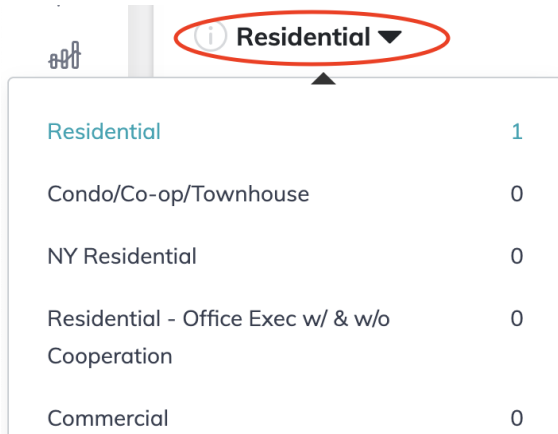 Residential
Residential 1
Condo/Co-op/Townhouse 0
NY Residential 0
Residential - Office Exec w/ & w/o 0
Cooperation
Commercial 0